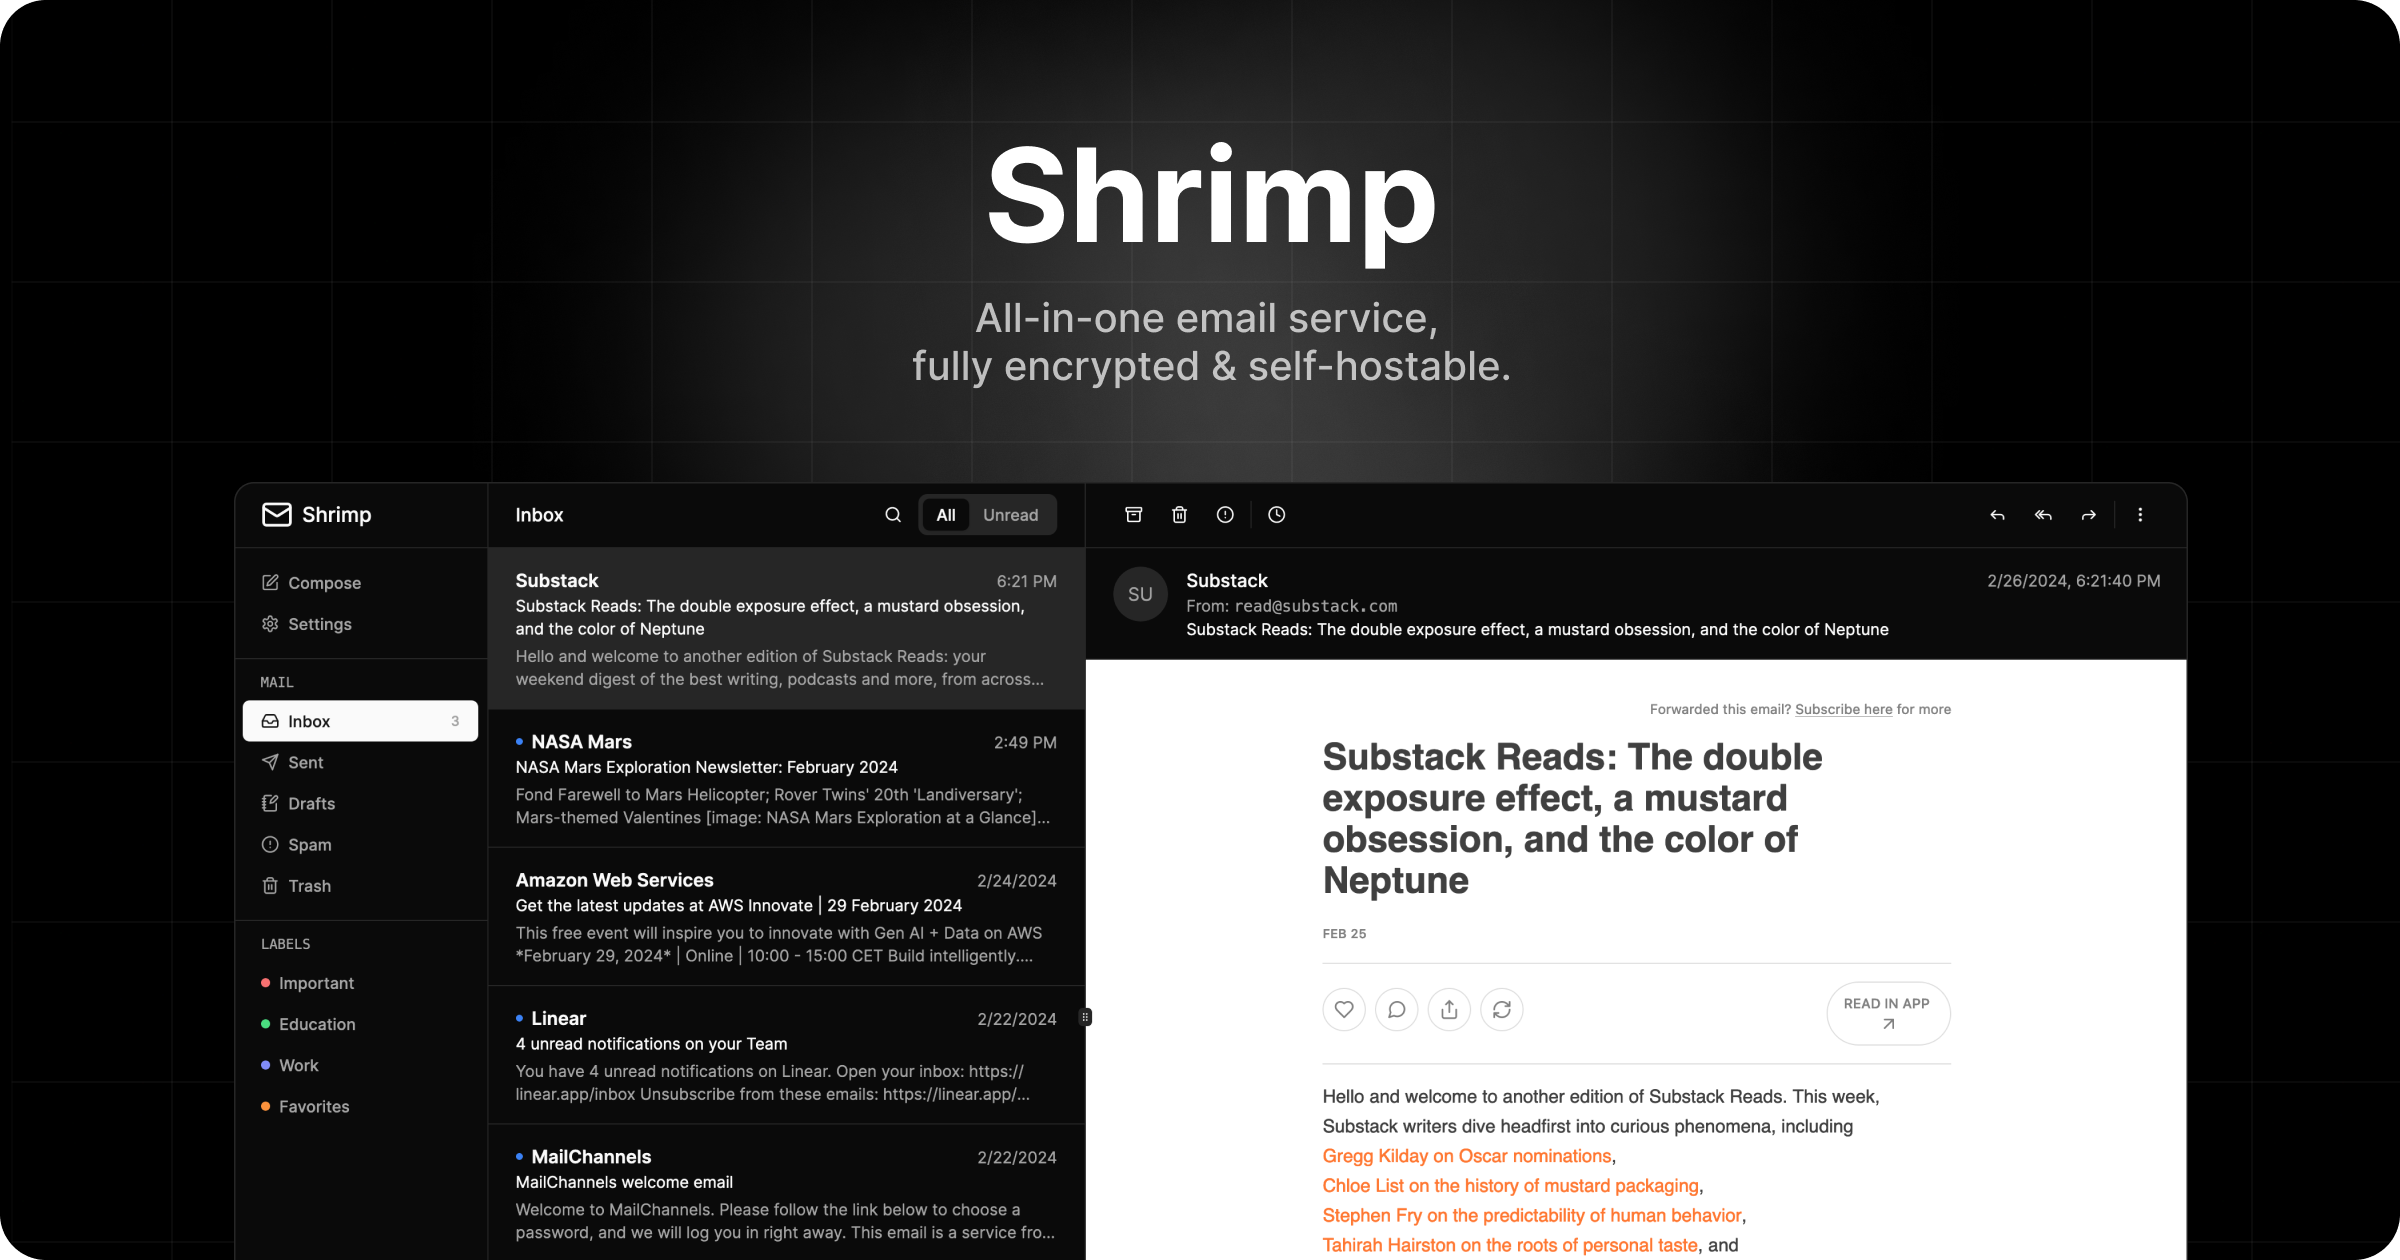 Shrimp
All-in-one email service,
fully encrypted & self-hostable.
Shrimp
Compose
Settings
MAIL
Inbox 3
Sent
Drafts
Spam
Trash
LABELS
Important
Education
Work
Favorites
Inbox All Unread
Substack 6:21 PM
Substack Reads: The double exposure effect, a mustard obsession,
and the color of Neptune
Hello and welcome to another edition of Substack Reads: your
weekend digest of the best writing, podcasts and more, from across...
NASA Mars 2:49 PM
NASA Mars Exploration Newsletter: February 2024
Fond Farewell to Mars Helicopter; Rover Twins' 20th 'Landiversary';
Mars-themed Valentines [image: NASA Mars Exploration at a Glance]...
Amazon Web Services 2/24/2024
Get the latest updates at AWS Innovate | 29 February 2024
This free event will inspire you to innovate with Gen AI + Data on AWS
*February 29, 2024* | Online | 10:00 - 15:00 CET Build intelligently....
Linear 2/22/2024
4 unread notifications on your Team
You have 4 unread notifications on Linear. Open your inbox: https://
linear.app/inbox Unsubscribe from these emails: https://linear.app/...
MailChannels 2/22/2024
MailChannels welcome email
Welcome to MailChannels. Please follow the link below to choose a
password, and we will log you in right away. This email is a service fro...
SU
Substack 2/26/2024, 6:21:40 PM
From: read@substack.com
Substack Reads: The double exposure effect, a mustard obsession, and the color of Neptune
Forwarded this email? Subscribe here for more
Substack Reads: The double
exposure effect, a mustard
obsession, and the color of
Neptune
FEB 25
READ IN APP
Hello and welcome to another edition of Substack Reads. This week,
Substack writers dive headfirst into curious phenomena, including
Gregg Kilday on Oscar nominations,
Chloe List on the history of mustard packaging,
Stephen Fry on the predictability of human behavior,
Tahirah Hairston on the roots of personal taste, and